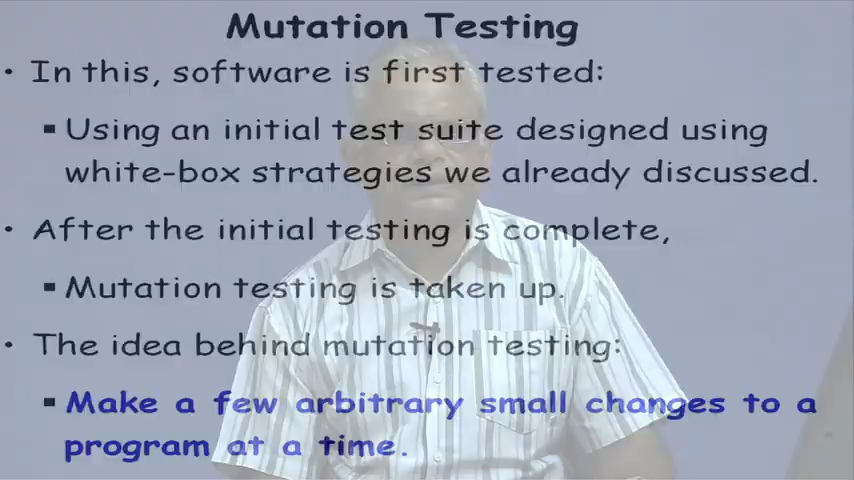 Mutation Testing
• In this, software is first tested:
▪ Using an initial test suite designed using
white-box strategies we already discussed.
• After the initial testing is complete,
▪ Mutation testing is taken up.
• The idea behind mutation testing:
▪ Make a few arbitrary small changes to a
program at a time.